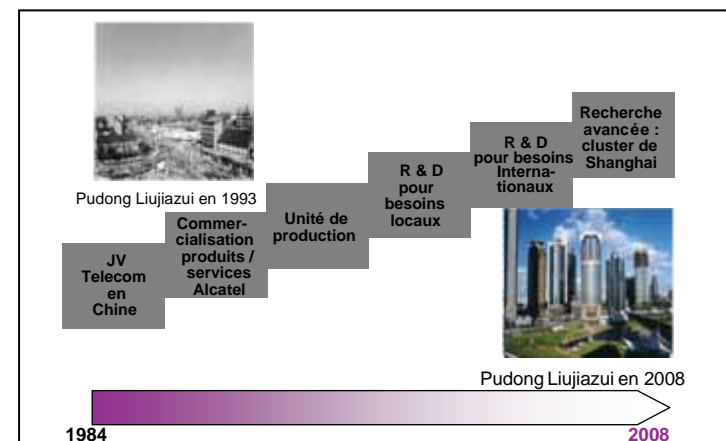 Pudong Liujiazui en 1993
JV
Telecom
en
Chine
Commer-
cialisation
produits /
services
Alcatel
Unité de
production
R & D
pour
besoins
locaux
R & D
pour besoins
Interna-
tionaux
Recherche
avancée :
cluster de
Shanghai
Pudong Liujiazui en 2008
1984
2008